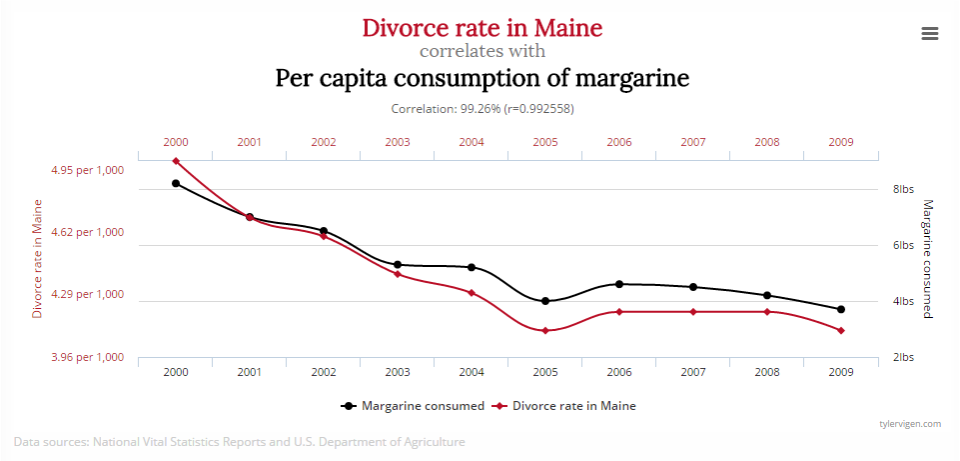 Divorce rate in Maine
correlates with
Per capita consumption of margarine
Correlation: 99.26% (r=0.992558)
2000 2001 2002 2003 2004 2005 2006 2007 2008 2009
4.95 per 1,000
4.62 per 1,000
4.29 per 1,000
3.96 per 1,000
Divorce rate in Maine
8lbs
6lbs
4lbs
2lbs
Margarine consumed
2000 2001 2002 2003 2004 2005 2006 2007 2008 2009
Margarine consumed Divorce rate in Maine
tylervigen.com
Data sources: National Vital Statistics Reports and U.S. Department of Agriculture